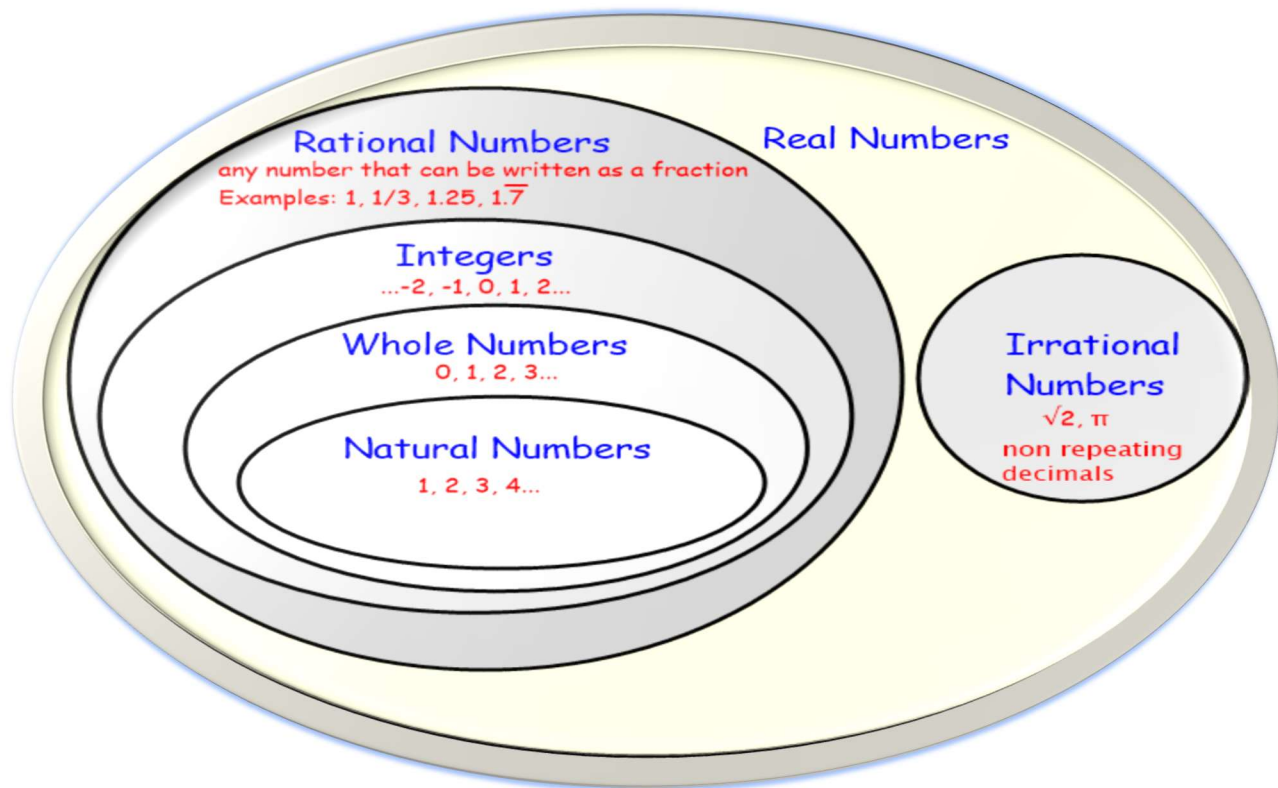 Rational Numbers
any number that can be written as a fraction
Examples: 1, 1/3, 1.25, 1.7̅
Real Numbers
Integers
...-2, -1, 0, 1, 2...
Whole Numbers
0, 1, 2, 3...
Natural Numbers
1, 2, 3, 4...
Irrational
Numbers
√2, π
non repeating
decimals